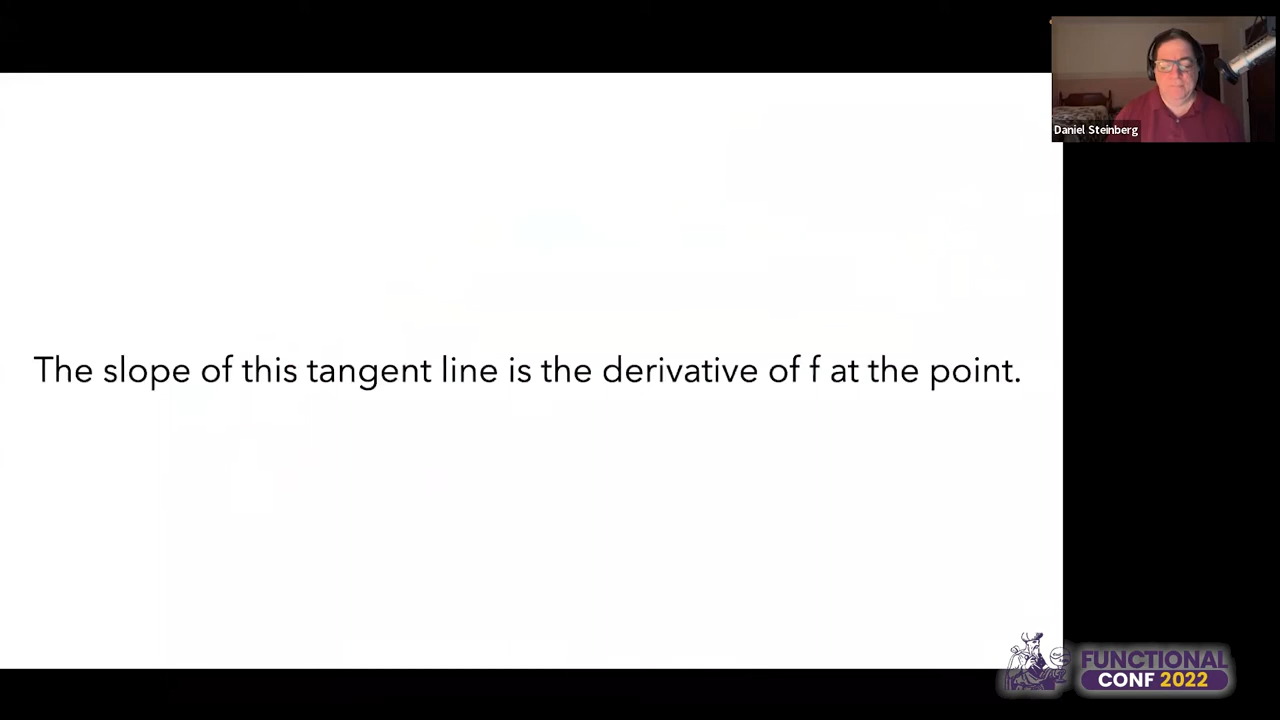 Daniel Steinberg
The slope of this tangent line is the derivative of f at the point.
FUNCTIONAL
CONF 2022